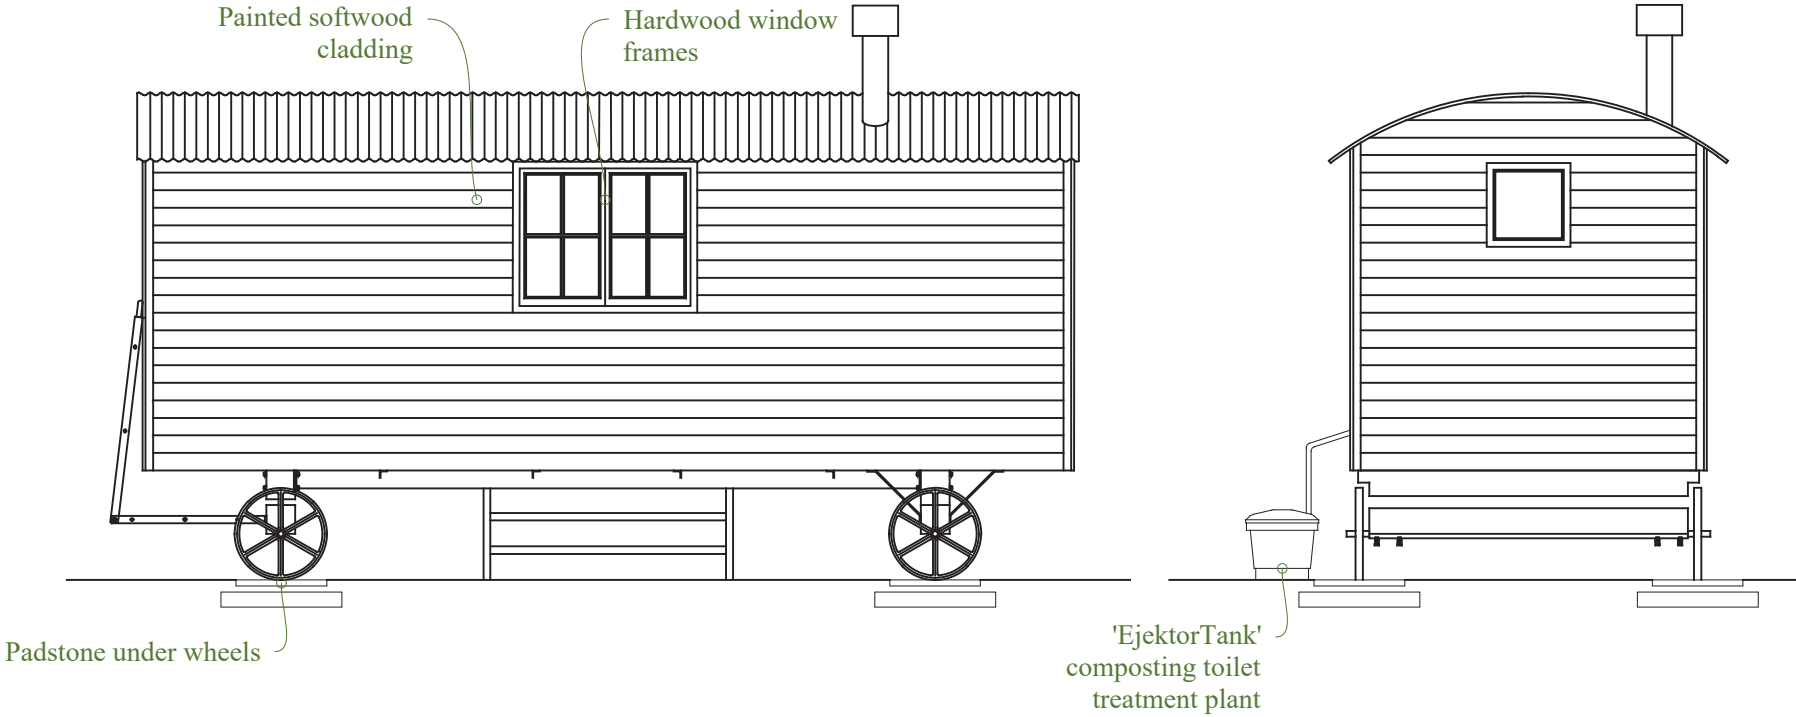 Painted softwood
cladding
Hardwood window
frames
Padstone under wheels
'EjektorTank'
composting toilet
treatment plant